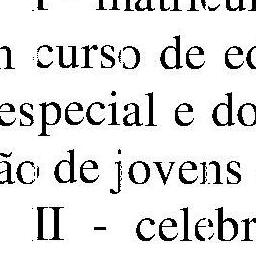 I - matricul
n curso de ed
especial e do
ão de jovens
II - celebr